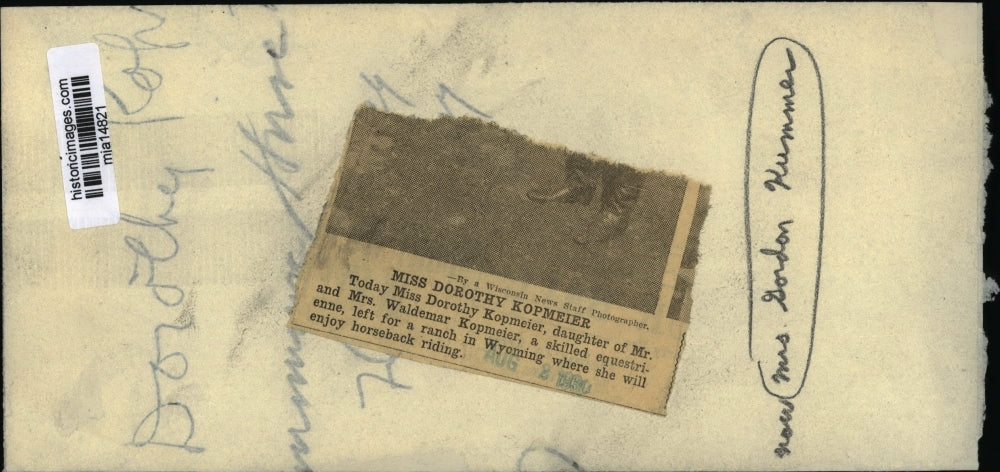 historicimages.com
mia14821
Dorothy
—By a Wisconsin News Staff Photographer.
MISS DOROTHY KOPMEIER
Today Miss Dorothy Kopmeier, daughter of Mr.
and Mrs. Waldemar Kopmeier, a skilled equestri-
enne, left for a ranch in Wyoming where she will
enjoy horseback riding.
AUG
now Mrs. Gordon Kummer